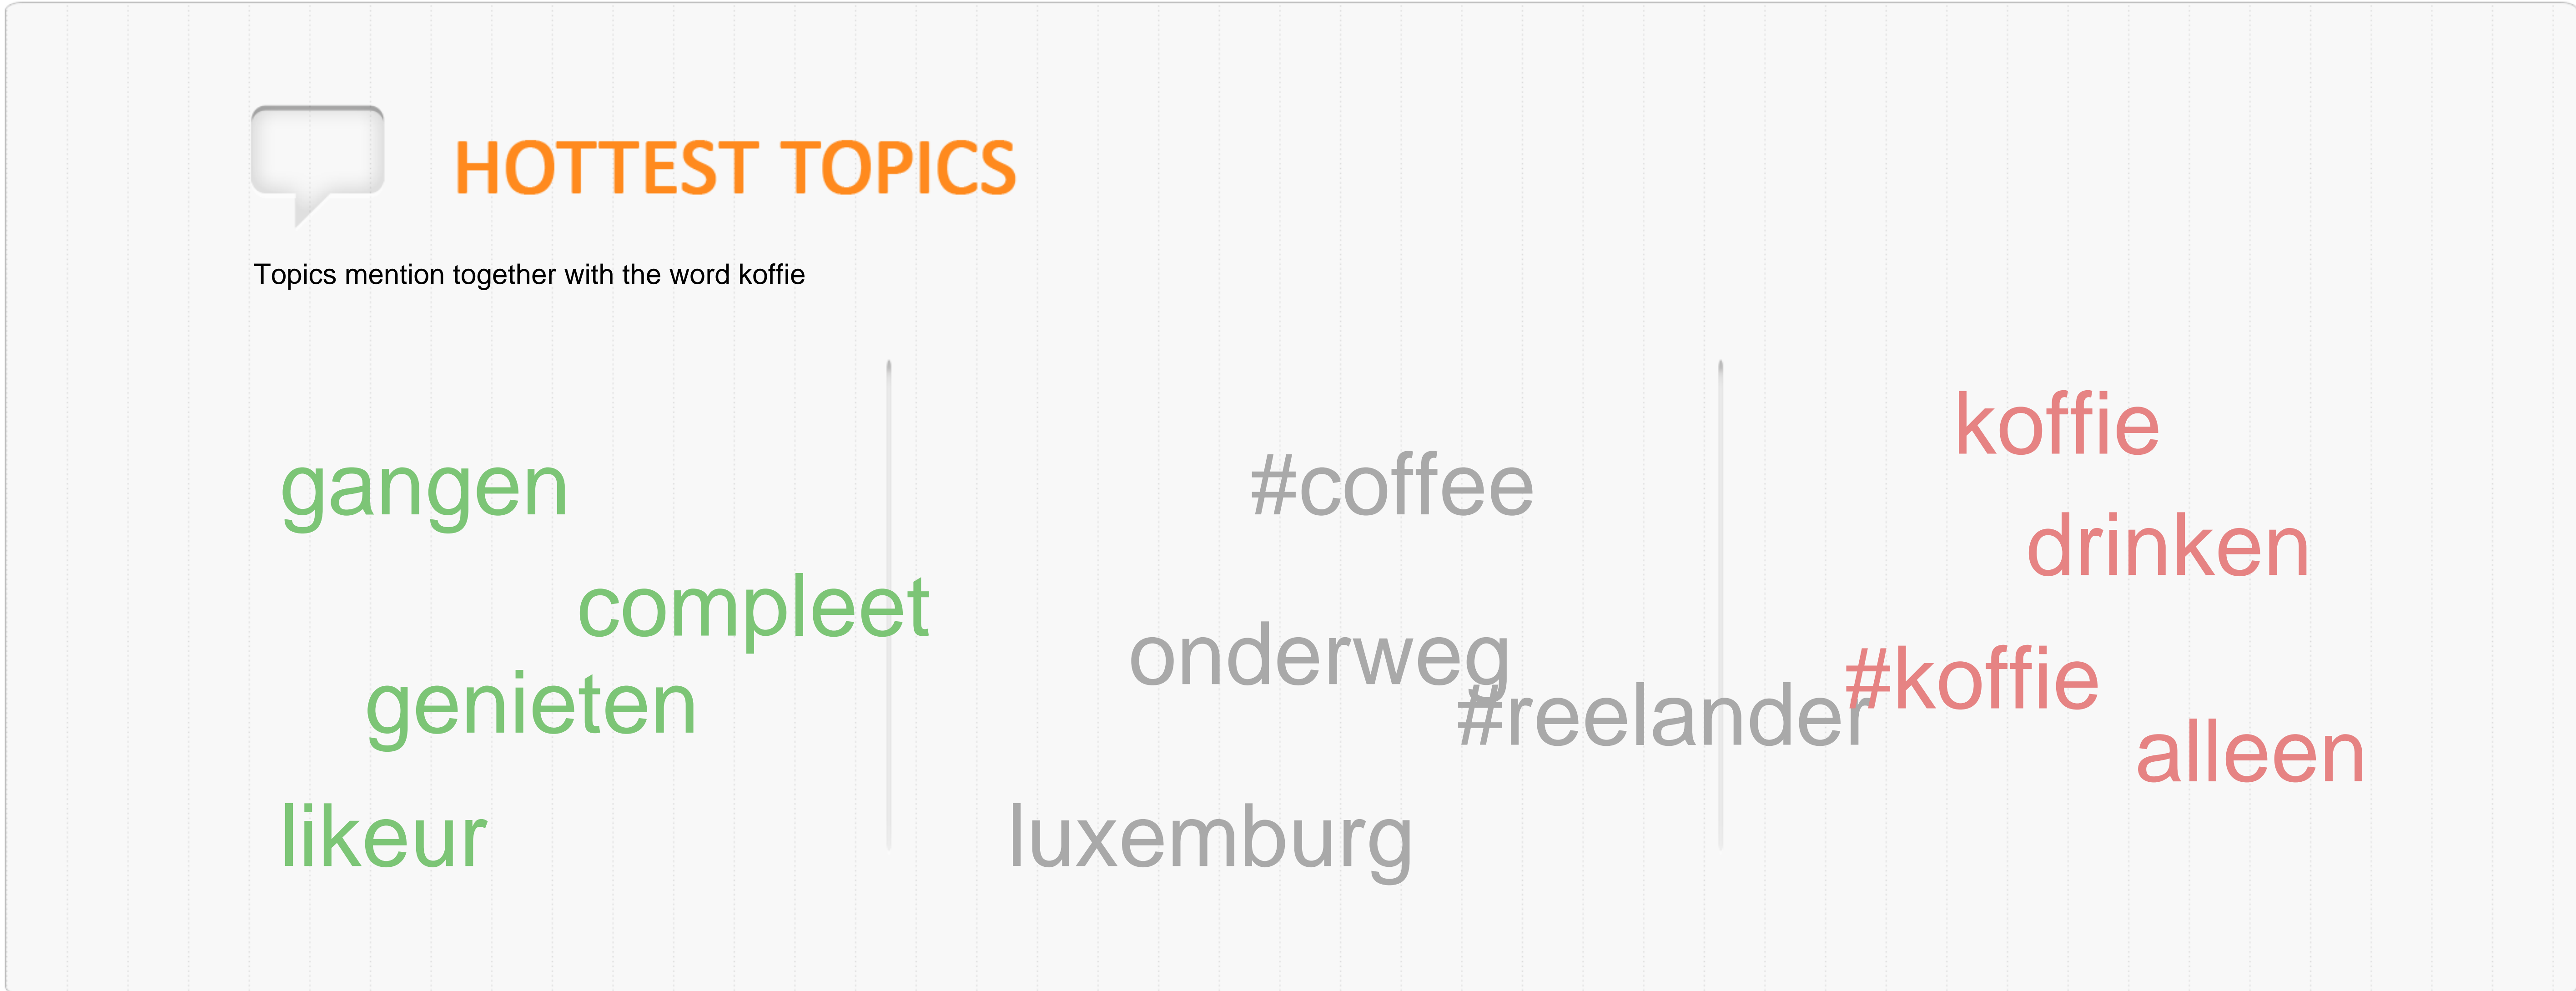 HOTTEST TOPICS
Topics mention together with the word koffie
gangen
compleet
genieten
likeur
#coffee
onderweg
#reelander
luxemburg
koffie
drinken
#koffie
alleen